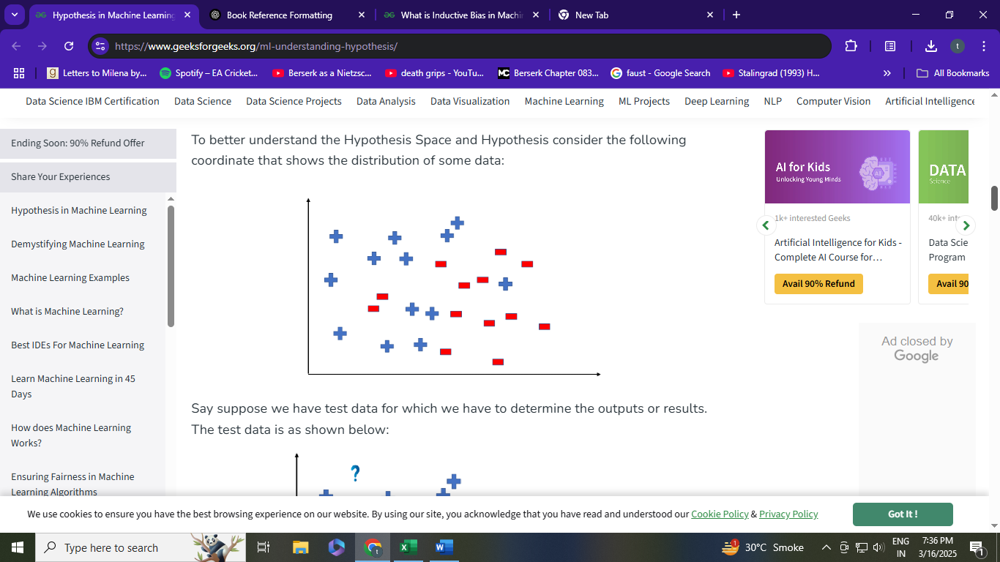 Hypothesis in Machine Learning
Book Reference Formatting
What is Inductive Bias in Machi
New Tab
https://www.geeksforgeeks.org/ml-understanding-hypothesis/
t
Letters to Milena by...
Spotify – EA Cricket...
Berserk as a Nietzsc...
death grips - YouTu...
Berserk Chapter 083...
faust - Google Search
Stalingrad (1993) H...
All Bookmarks
Data Science IBM Certification
Data Science
Data Science Projects
Data Analysis
Data Visualization
Machine Learning
ML Projects
Deep Learning
NLP
Computer Vision
Artificial Intelligence
Ending Soon: 90% Refund Offer
Share Your Experiences
Hypothesis in Machine Learning
Demystifying Machine Learning
Machine Learning Examples
What is Machine Learning?
Best IDEs For Machine Learning
Learn Machine Learning in 45
Days
How does Machine Learning
Works?
Ensuring Fairness in Machine
Learning Algorithms
To better understand the Hypothesis Space and Hypothesis consider the following
coordinate that shows the distribution of some data:
Say suppose we have test data for which we have to determine the outputs or results.
The test data is as shown below:
?
AI for Kids
Unlocking Young Minds
AI
1k+ interested Geeks
Artificial Intelligence for Kids -
Complete AI Course for...
Avail 90% Refund
DATA
Science
40k+ int
Data Scie
Program
Avail 90
Ad closed by
Google
We use cookies to ensure you have the best browsing experience on our website. By using our site, you acknowledge that you have read and understood our Cookie Policy & Privacy Policy
Got It !
Type here to search
1
30°C Smoke
ENG
IN
7:36 PM
3/16/2025
1